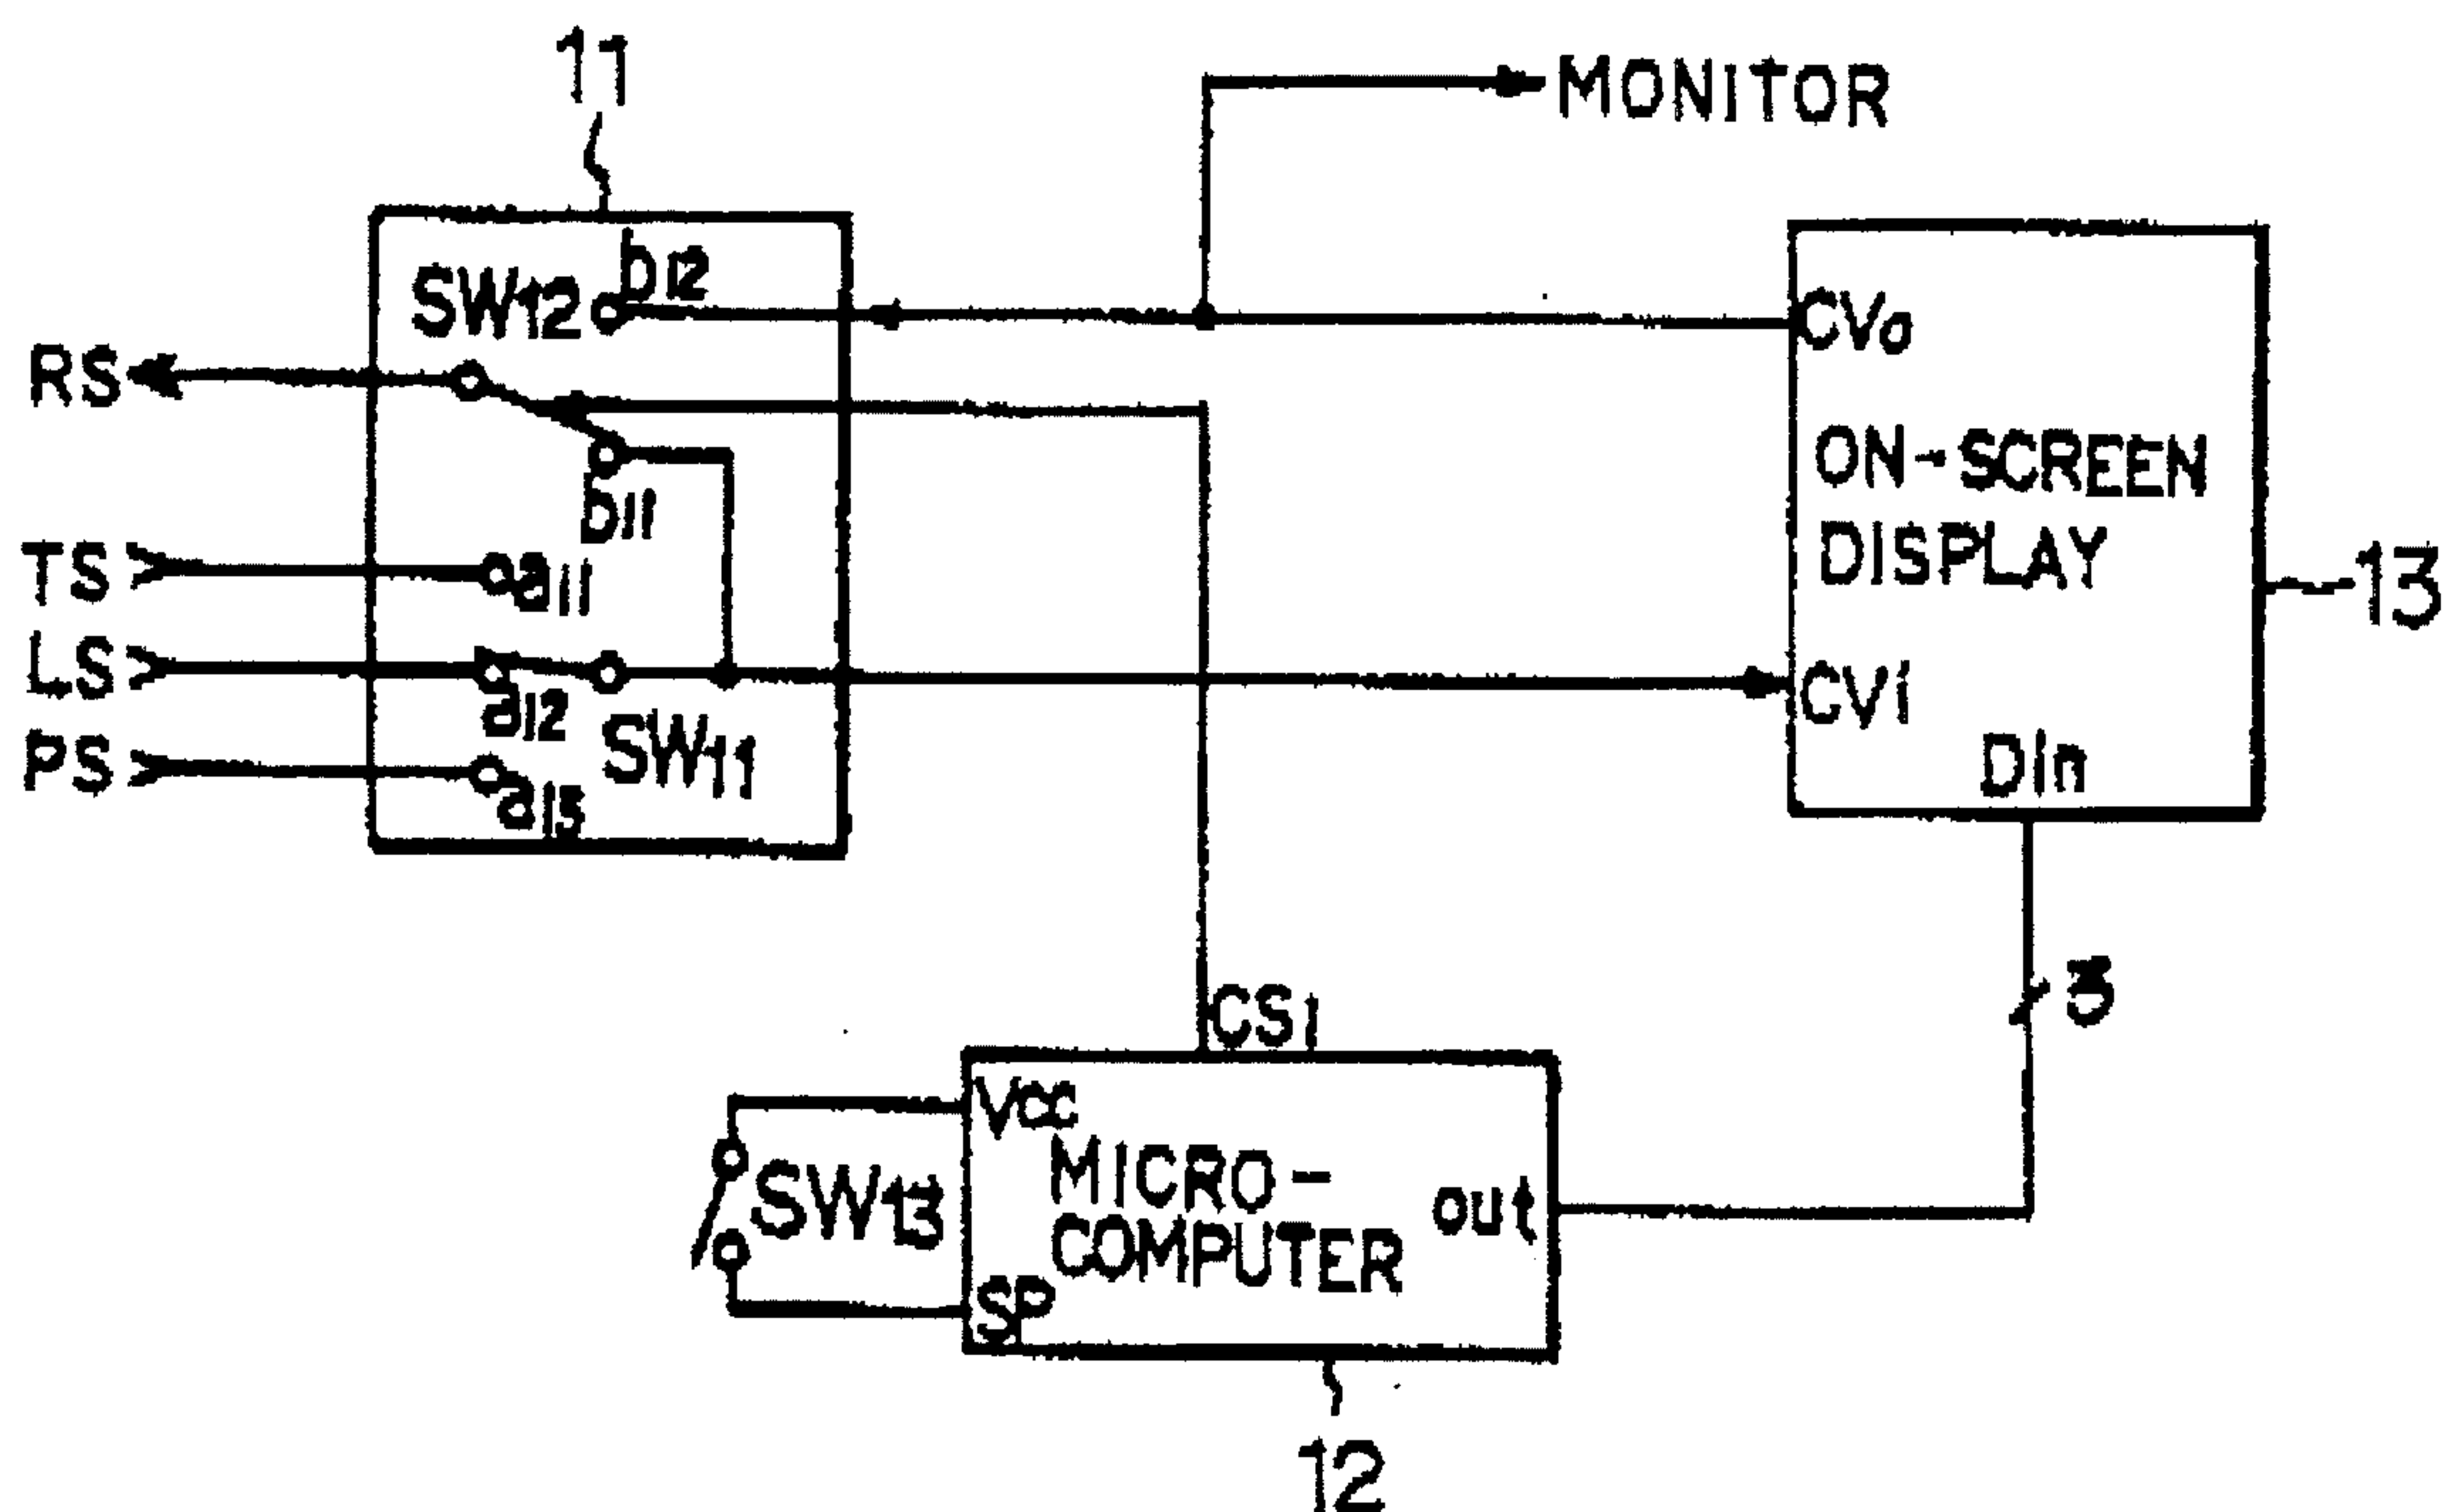 11
MONITOR
SW12
b12
RS
CVo
ON-SCREEN
DISPLAY
b11
TS
a11
13
LS
a12
SW11
CVi
PS
a13
Din
3
CS1
Vcc
MICRO-
COMPUTER
SW13
out
SP
12